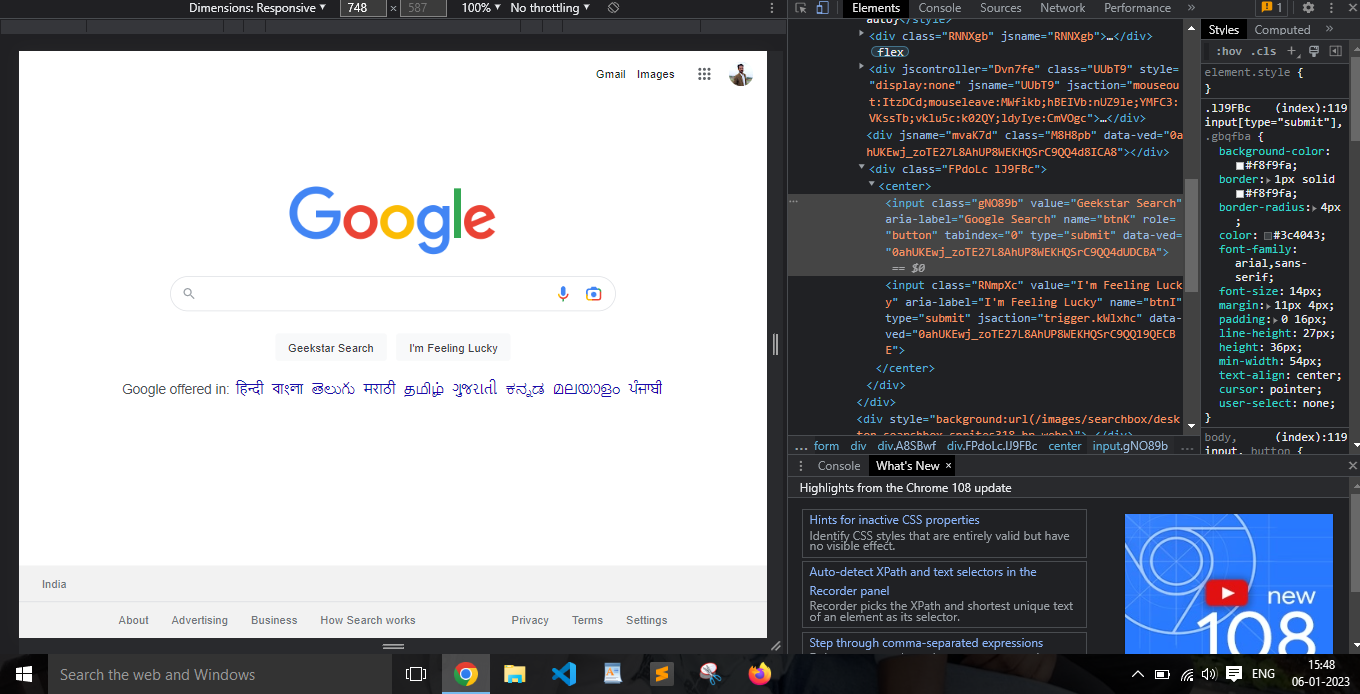 Dimensions: Responsive ▼ 748 × 587 100% ▼ No throttling ▼
Elements Console Sources Network Performance » 1
Gmail Images
Google
Geekstar Search I'm Feeling Lucky
Google offered in: हिन्दी বাংলা తెలుగు मराठी தமிழ் ગુજરાતી ಕನ್ನಡ മലയാളം ਪੰਜਾਬੀ
India
About Advertising Business How Search works Privacy Terms Settings
<div class="RNNXgb" jsname="RNNXgb">…</div>
flex
<div jscontroller="Dvn7fe" class="UUbT9" style=
"display:none" jsname="UUbT9" jsaction="mouseou
t:ItzDCd;mouseleave:MWfikb;hBEIVb:nUZ9le;YMFC3:
VKssTb;vklu5c:k02QY;ldyIye:CmVOgc">…</div>
<div jsname="mvaK7d" class="M8H8pb" data-ved="0a
hUKEwj_zoTE27L8AhUP8WEKHQSrC9QQ4d8ICA8"></div>
<div class="FPdoLc lJ9FBc">
<center>
… <input class="gNO89b" value="Geekstar Search"
aria-label="Google Search" name="btnK" role=
"button" tabindex="0" type="submit" data-ved=
"0ahUKEwj_zoTE27L8AhUP8WEKHQSrC9QQ4dUDCBA">
== $0
<input class="RNmpXc" value="I'm Feeling Luck
y" aria-label="I'm Feeling Lucky" name="btnI"
type="submit" jsaction="trigger.kWlxhc" data-
ved="0ahUKEwj_zoTE27L8AhUP8WEKHQSrC9QQ19QECB
E">
</center>
</div>
</div>
<div style="background:url(/images/searchbox/desk
… form div div.A8SBwf div.FPdoLc.lJ9FBc center input.gNO89b …
Styles Computed »
:hov .cls +
element.style {
}
.lJ9FBc (index):119
input[type="submit"],
.gbqfba {
background-color:
#f8f9fa;
border: 1px solid
#f8f9fa;
border-radius: 4px
;
color: #3c4043;
font-family:
arial,sans-
serif;
font-size: 14px;
margin: 11px 4px;
padding: 0 16px;
line-height: 27px;
height: 36px;
min-width: 54px;
text-align: center;
cursor: pointer;
user-select: none;
}
body, (index):119
input, button {
Console What's New ×
Highlights from the Chrome 108 update
Hints for inactive CSS properties
Identify CSS styles that are entirely valid but have
no visible effect.
Auto-detect XPath and text selectors in the
Recorder panel
Recorder picks the XPath and shortest unique text
of an element as its selector.
Step through comma-separated expressions
new
108
Search the web and Windows
ENG
15:48
06-01-2023